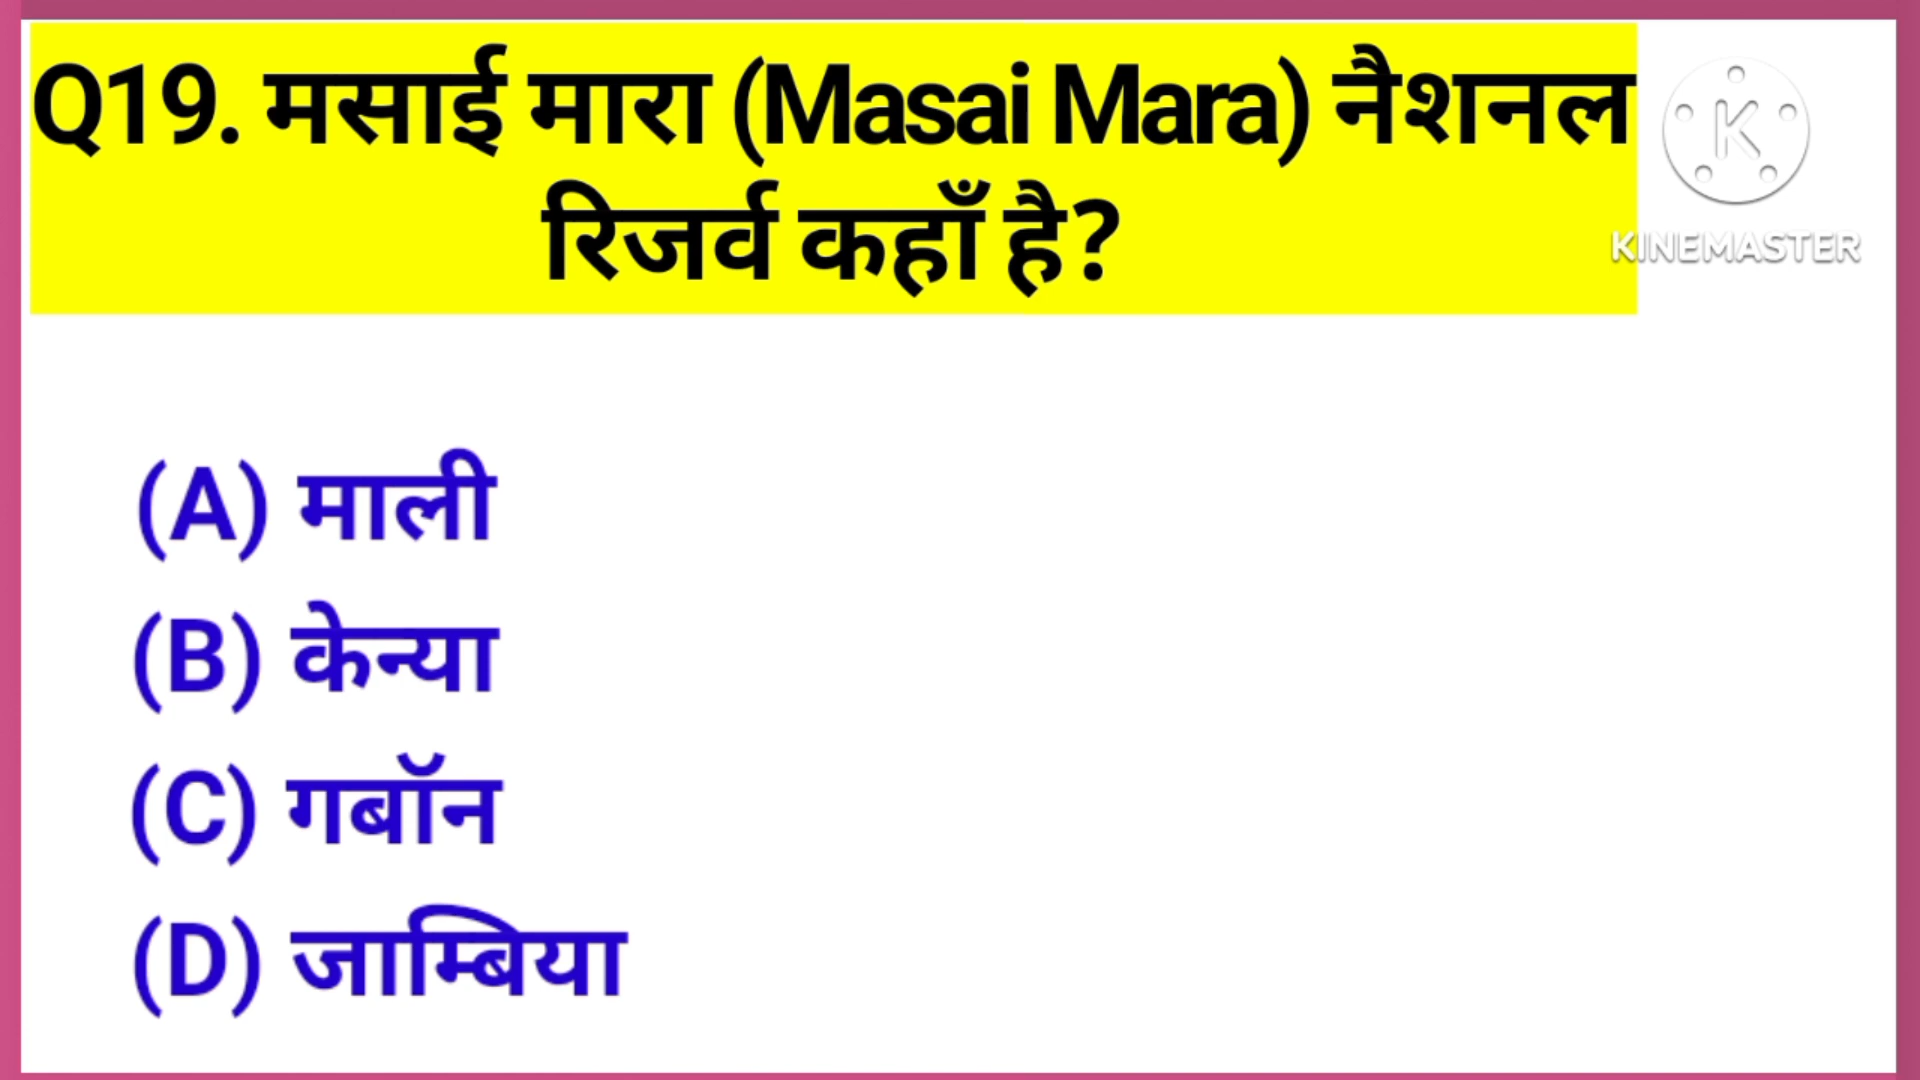 Q19. मसाई मारा (Masai Mara) नैशनल
रिजर्व कहाँ है?
K
KINEMASTER
(A) माली
(B) केन्या
(C) गबॉन
(D) जाम्बिया